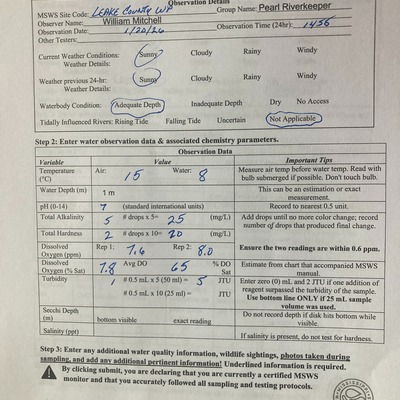 Observation Details
MSWS Site Code: LEAKE COUNTY WP Group Name: Pearl Riverkeeper
Observer Name: William Mitchell
Observation Date: 1/20/26 Observation Time (24hr): 1456
Other Testers:
Current Weather Conditions: Sunny Cloudy Rainy Windy
Weather Details:
Weather previous 24-hr: Sunny Cloudy Rainy Windy
Weather Details:
Waterbody Condition: Adequate Depth Inadequate Depth Dry No Access
Tidally Influenced Rivers: Rising Tide Falling Tide Uncertain Not Applicable
Step 2: Enter observation data & associated chemistry parameters.
Observation Data
Variable Value Important Tips
Temperature (°C) Air: 15 Water: 8 Measure air temp before water temp. Read with bulb submerged if possible. Don't touch bulb.
Water Depth (m) 1 m This can be an estimation or exact measurement.
pH (0-14) 7 (standard international units) Record to nearest 0.5 unit.
Total Alkalinity 5 # drops x 5= 25 (mg/L) Add drops until no more color change; record number of drops that produced final change.
Total Hardness 2 # drops x 10= 20 (mg/L)
Dissolved Oxygen (ppm) Rep 1: 7.6 Rep 2: 8.0 Ensure the two readings are within 0.6 ppm.
Dissolved Oxygen (% Sat) 7.8 Avg DO 65 % DO Sat Estimate from chart that accompanied MSWS manual.
Turbidity 1 # 0.5 mL x 5 (50 ml) = 5 JTU Enter zero (0) mL and 2 JTU if one addition of reagent surpassed the turbidity of the sample.
# 0.5 mL x 10 (25 ml) = JTU Use bottom line ONLY if 25 mL sample volume was used.
Secchi Depth (m) bottom visible exact reading Do not record depth if disk hits bottom while visible.
Salinity (ppt) If salinity is present, do not test for hardness.
Step 3: Enter any additional water quality information, wildlife sightings, photos taken during
sampling, and add any additional pertinent information! Underlined information is required.
By clicking submit, you are declaring that you are currently a certified MSWS
monitor and that you accurately followed all sampling and testing protocols.